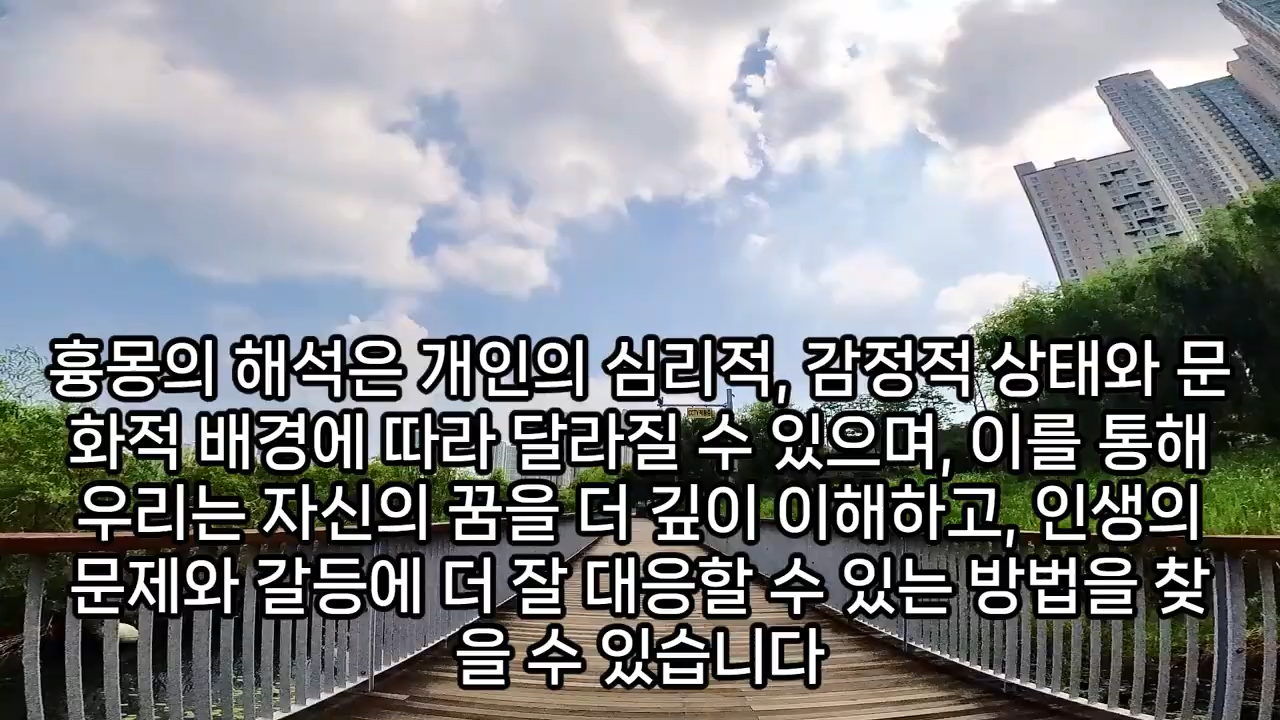 흉몽의 해석은 개인의 심리적, 감정적 상태와 문
화적 배경에 따라 달라질 수 있으며, 이를 통해
우리는 자신의 꿈을 더 깊이 이해하고, 인생의
문제와 갈등에 더 잘 대응할 수 있는 방법을 찾
을 수 있습니다